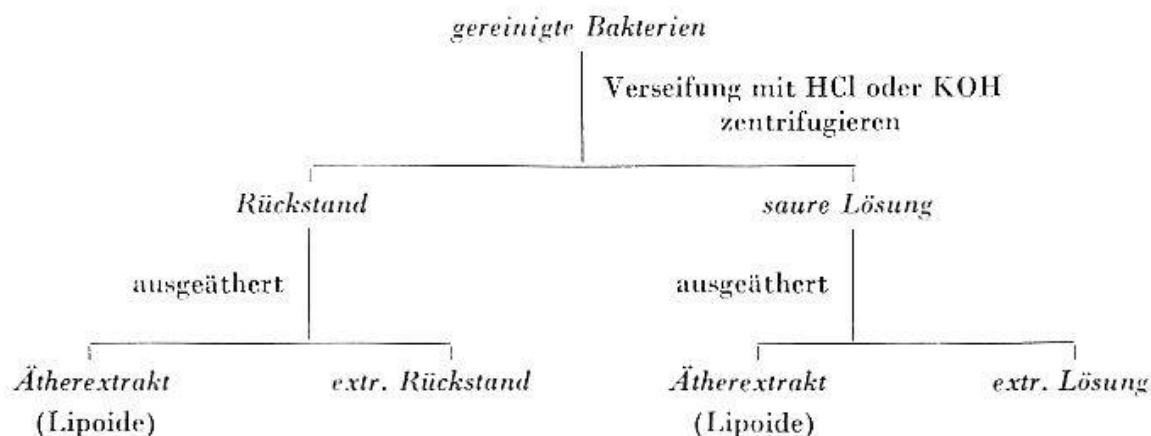 gereinigte Bakterien
Verseifung mit HCl oder KOH
zentrifugieren
Rückstand
saure Lösung
ausgeäthert
ausgeäthert
Ätherextrakt
extr. Rückstand
Ätherextrakt
extr. Lösung
(Lipoide)
(Lipoide)